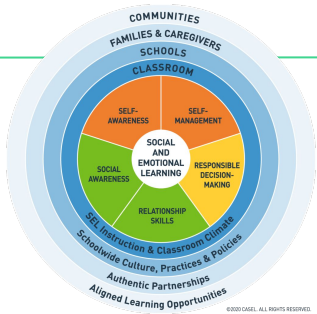 COMMUNITIES
FAMILIES & CAREGIVERS
SCHOOLS
CLASSROOM
SELF-
AWARENESS
SELF-
MANAGEMENT
SOCIAL
AND
EMOTIONAL
LEARNING
SOCIAL
AWARENESS
RESPONSIBLE
DECISION-
MAKING
RELATIONSHIP
SKILLS
SEL Instruction & Classroom Climate
Schoolwide Culture, Practices & Policies
Authentic Partnerships
Aligned Learning Opportunities
©2020 CASEL. ALL RIGHTS RESERVED.